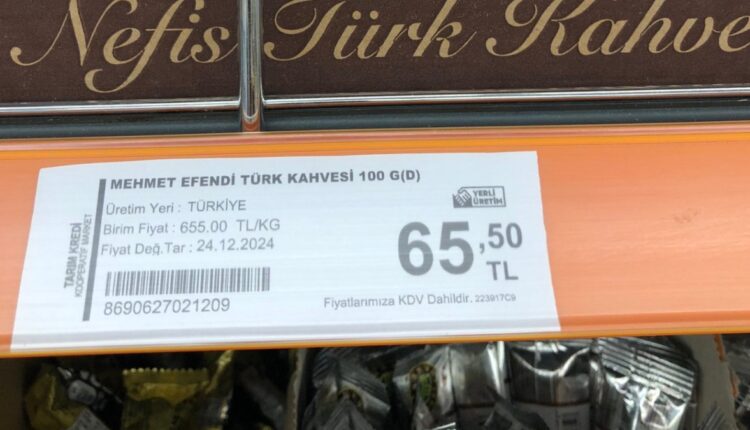 Nefis Türk Kahve
MEHMET EFENDİ TÜRK KAHVESİ 100 G(D)
Üretim Yeri : TÜRKİYE
YERLİ
ÜRETİM
Birim Fiyat : 655.00 TL/KG
Fiyat Değ.Tar : 24.12.2024
65,50
TL
TARIM KREDİ
KOOPERATİF MARKET
8690627021209
Fiyatlarımıza KDV Dahildir. 223917C9